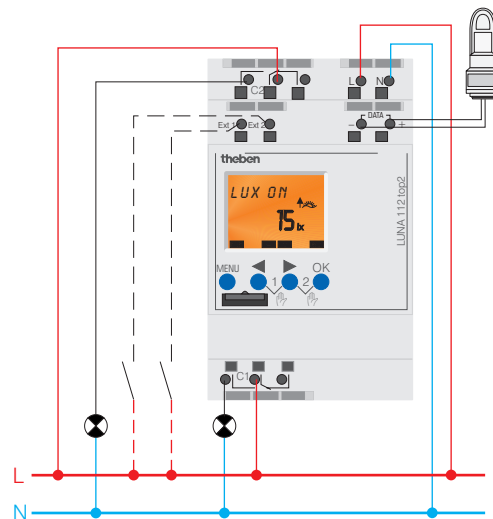 C2
L N
Ext 1 Ext 2
DATA
- +
theben
LUX ON
15 lx
LUNA 112 top2
MENU OK
1 2
C1
L
N